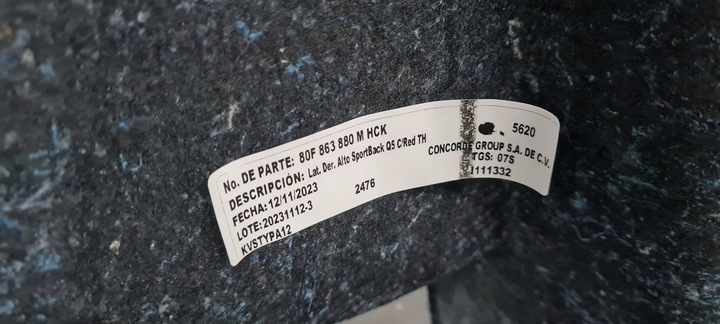 No. DE PARTE: 80F 863 880 M HCK
DESCRIPCIÓN: Lat. Der. Alto SportBack Q5 C/Red TH
FECHA:12/11/2023
2476
LOTE:20231112-3
KVSTYPA12
5620
CONCORDE GROUP S.A. DE C.V.
TGS: 07S
I111332